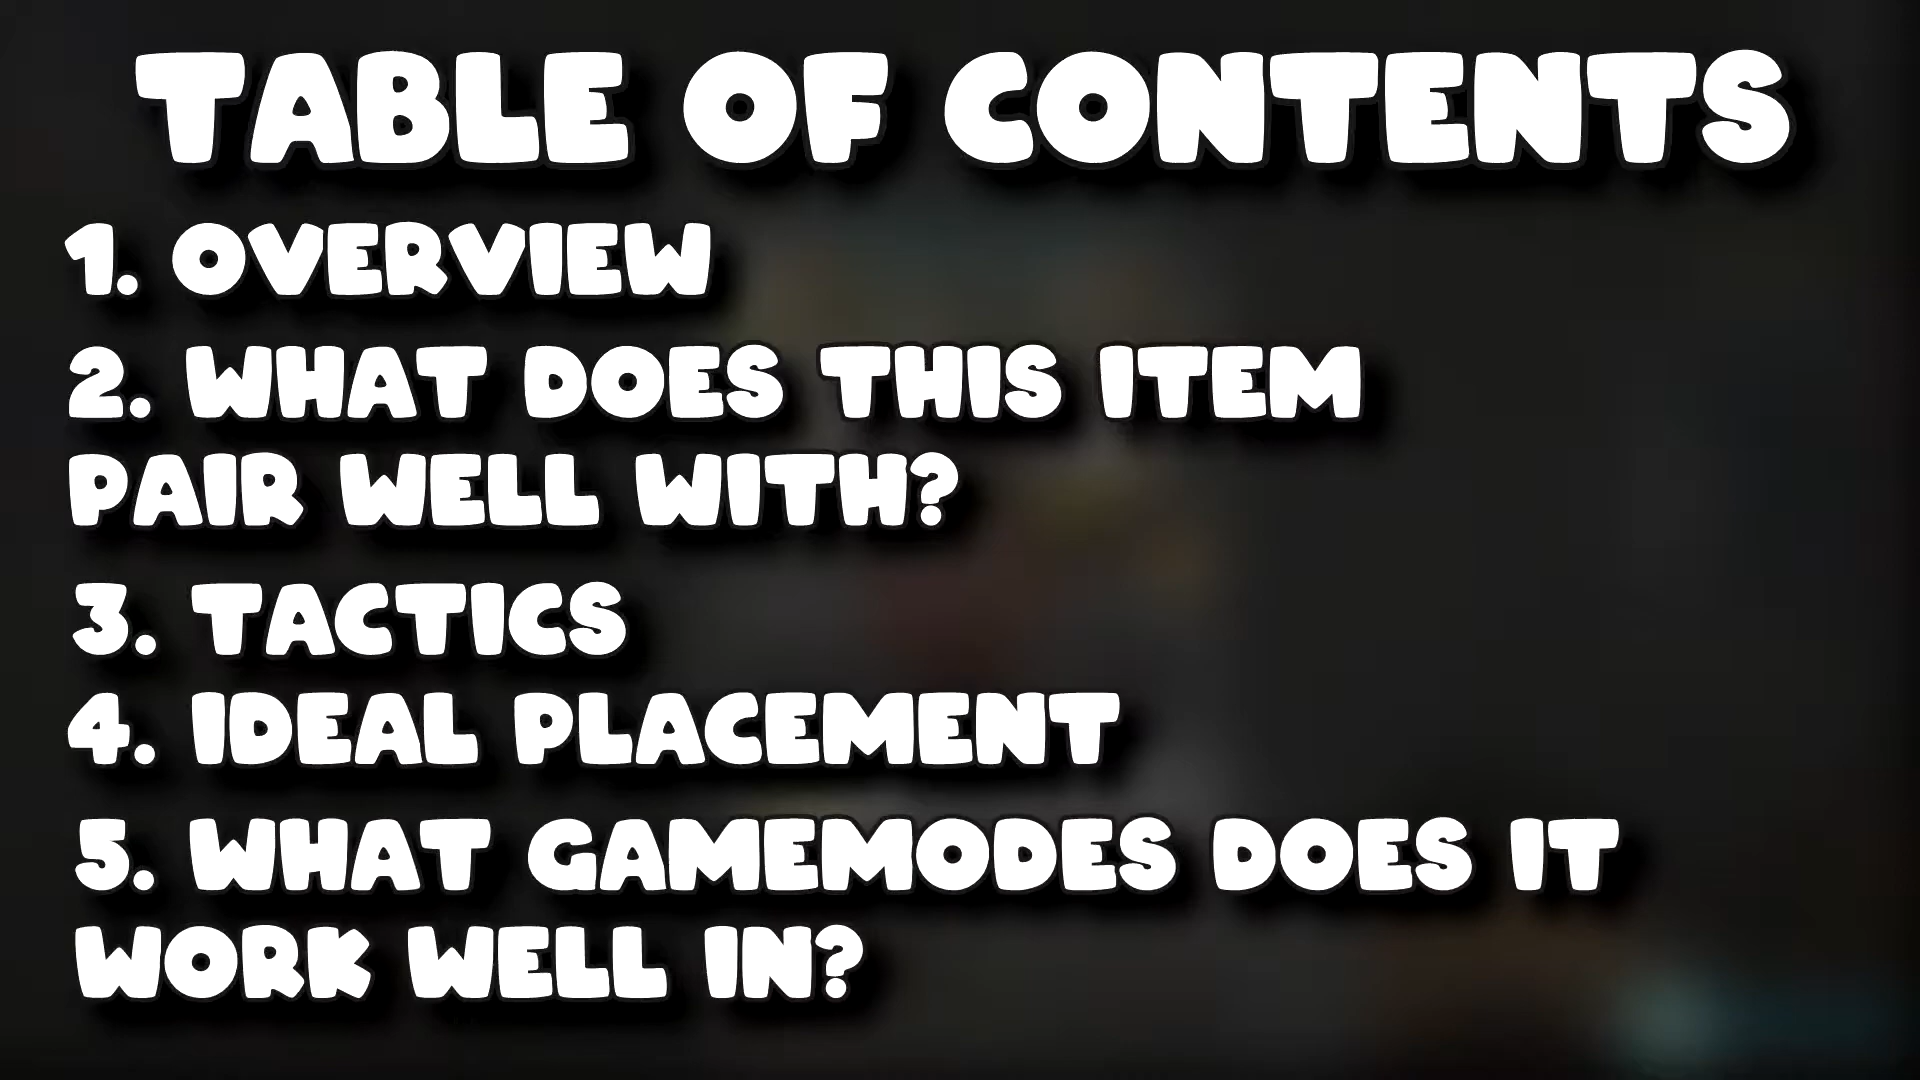 TABLE OF CONTENTS
1. OVERVIEW
2. WHAT DOES THIS ITEM
PAIR WELL WITH?
3. TACTICS
4. IDEAL PLACEMENT
5. WHAT GAMEMODES DOES IT
WORK WELL IN?